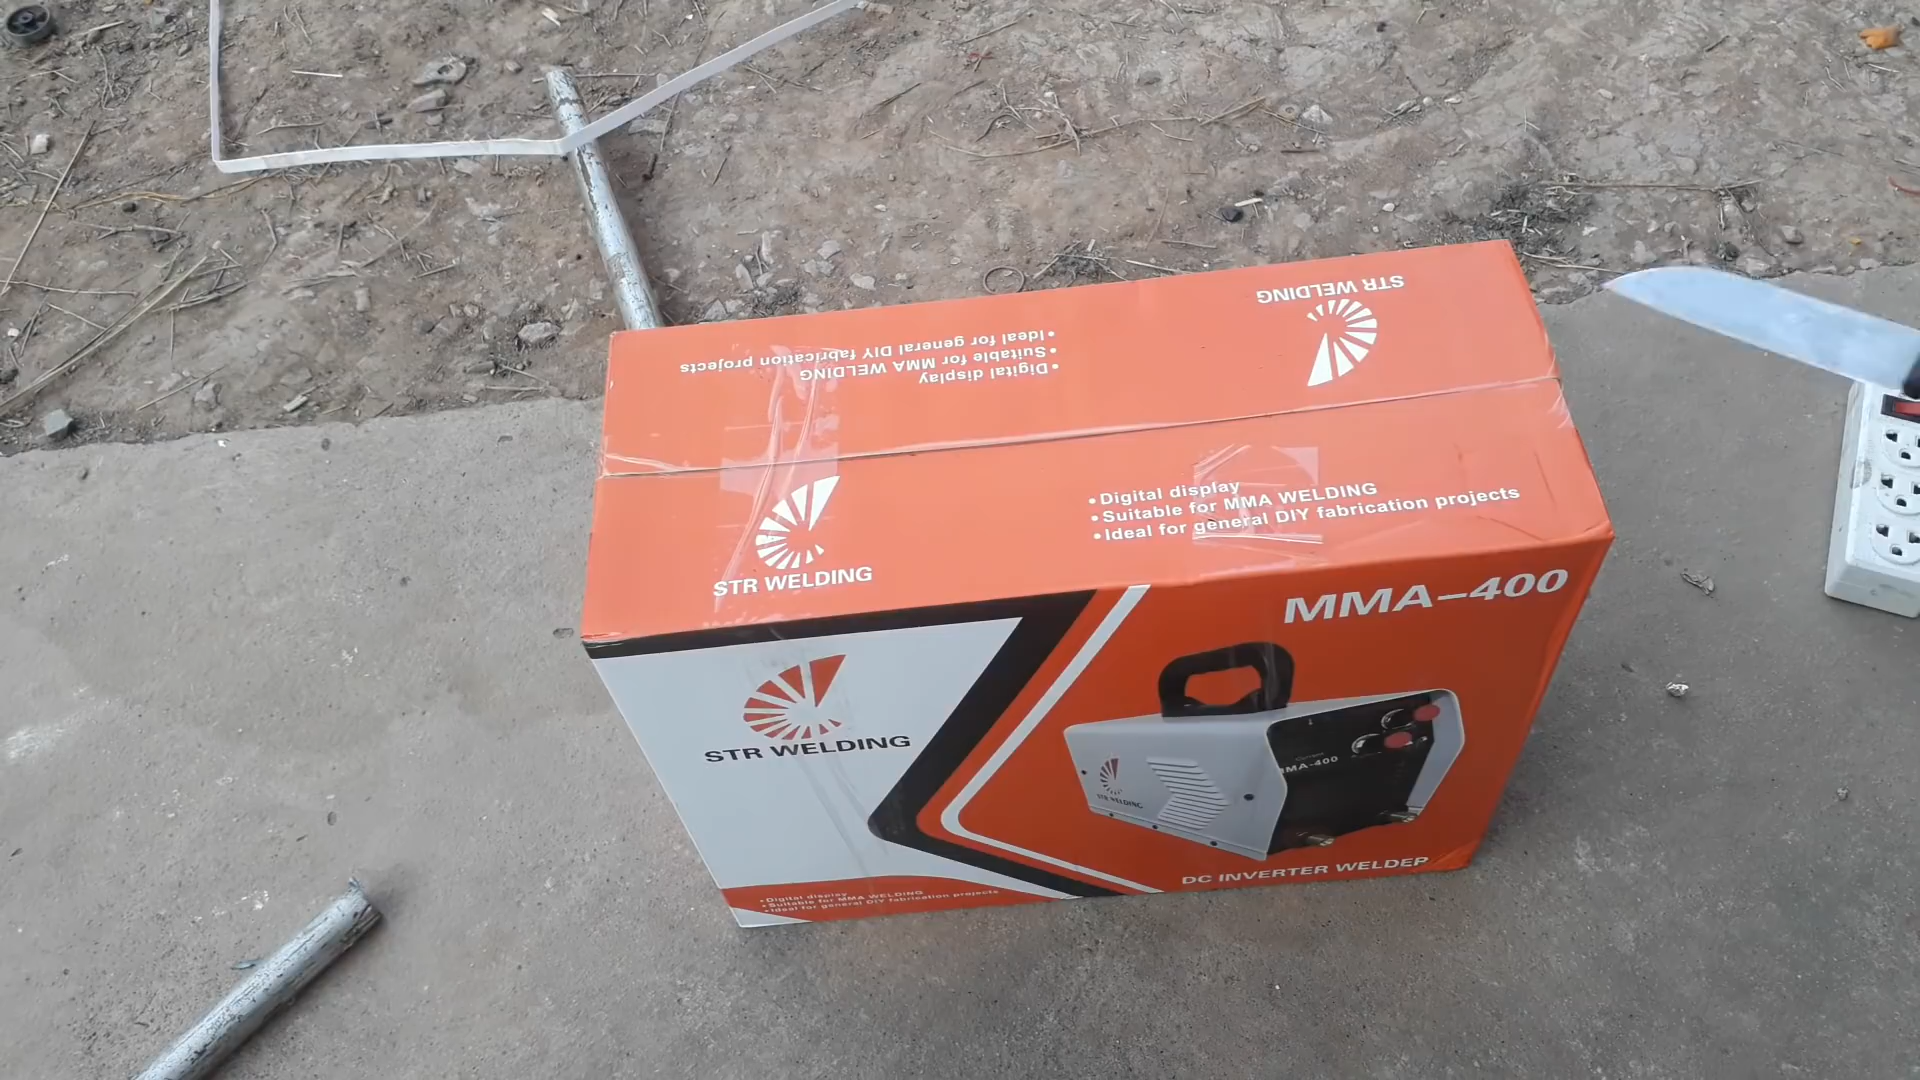 STR WELDING
• Digital display
• Suitable for MMA WELDING
• Ideal for general DIY fabrication projects
STR WELDING
• Digital display
• Suitable for MMA WELDING
• Ideal for general DIY fabrication projects
MMA-400
STR WELDING
MMA-400
STR WELDING
DC INVERTER WELDER
• Digital display
• Suitable for MMA WELDING
• Ideal for general DIY fabrication projects